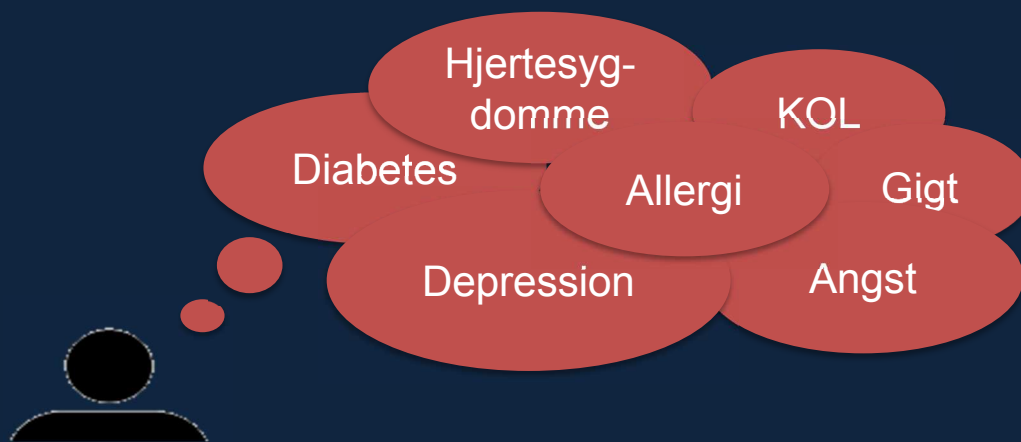 Hjertesyg-
domme
KOL
Diabetes
Allergi
Gigt
Depression
Angst